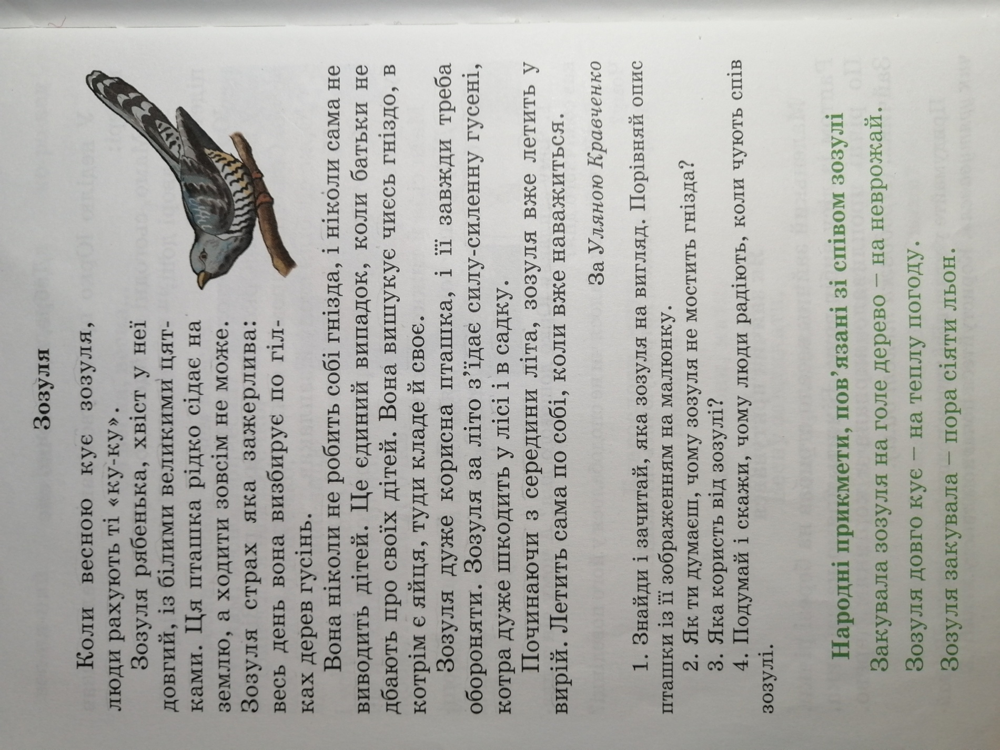 Зозуля
Коли весною кує зозуля,
люди рахують ті «ку-ку».
Зозуля рябенька, хвіст у неї
довгий, із білими великими цят-
ками. Ця пташка рідко сідає на
землю, а ходити зовсім не може.
Зозуля страх яка зажерлива:
весь день вона визбирує по гіл-
ках дерев гусінь.
Вона ніколи не робить собі гнізда, і ніколи сама не
виводить дітей. Це єдиний випадок, коли батьки не
дбають про своїх дітей. Вона вишукує чиєсь гніздо, в
котрім є яйця, туди кладе й своє.
Зозуля дуже корисна пташка, і її завжди треба
обороняти. Зозуля за літо з’їдає силу-силенну гусені,
котра дуже шкодить у лісі і в садку.
Починаючи з середини літа, зозуля вже летить у
вирій. Летить сама по собі, коли вже наважиться.
За Уляною Кравченко
1. Знайди і зачитай, яка зозуля на вигляд. Порівняй опис
пташки із її зображенням на малюнку.
2. Як ти думаєш, чому зозуля не мостить гнізда?
3. Яка користь від зозулі?
4. Подумай і скажи, чому люди радіють, коли чують спів
зозулі.
Народні прикмети, пов’язані зі співом зозулі
Закувала зозуля на голе дерево – на неврожай.
Зозуля довго кує – на теплу погоду.
Зозуля закувала – пора сіяти льон.